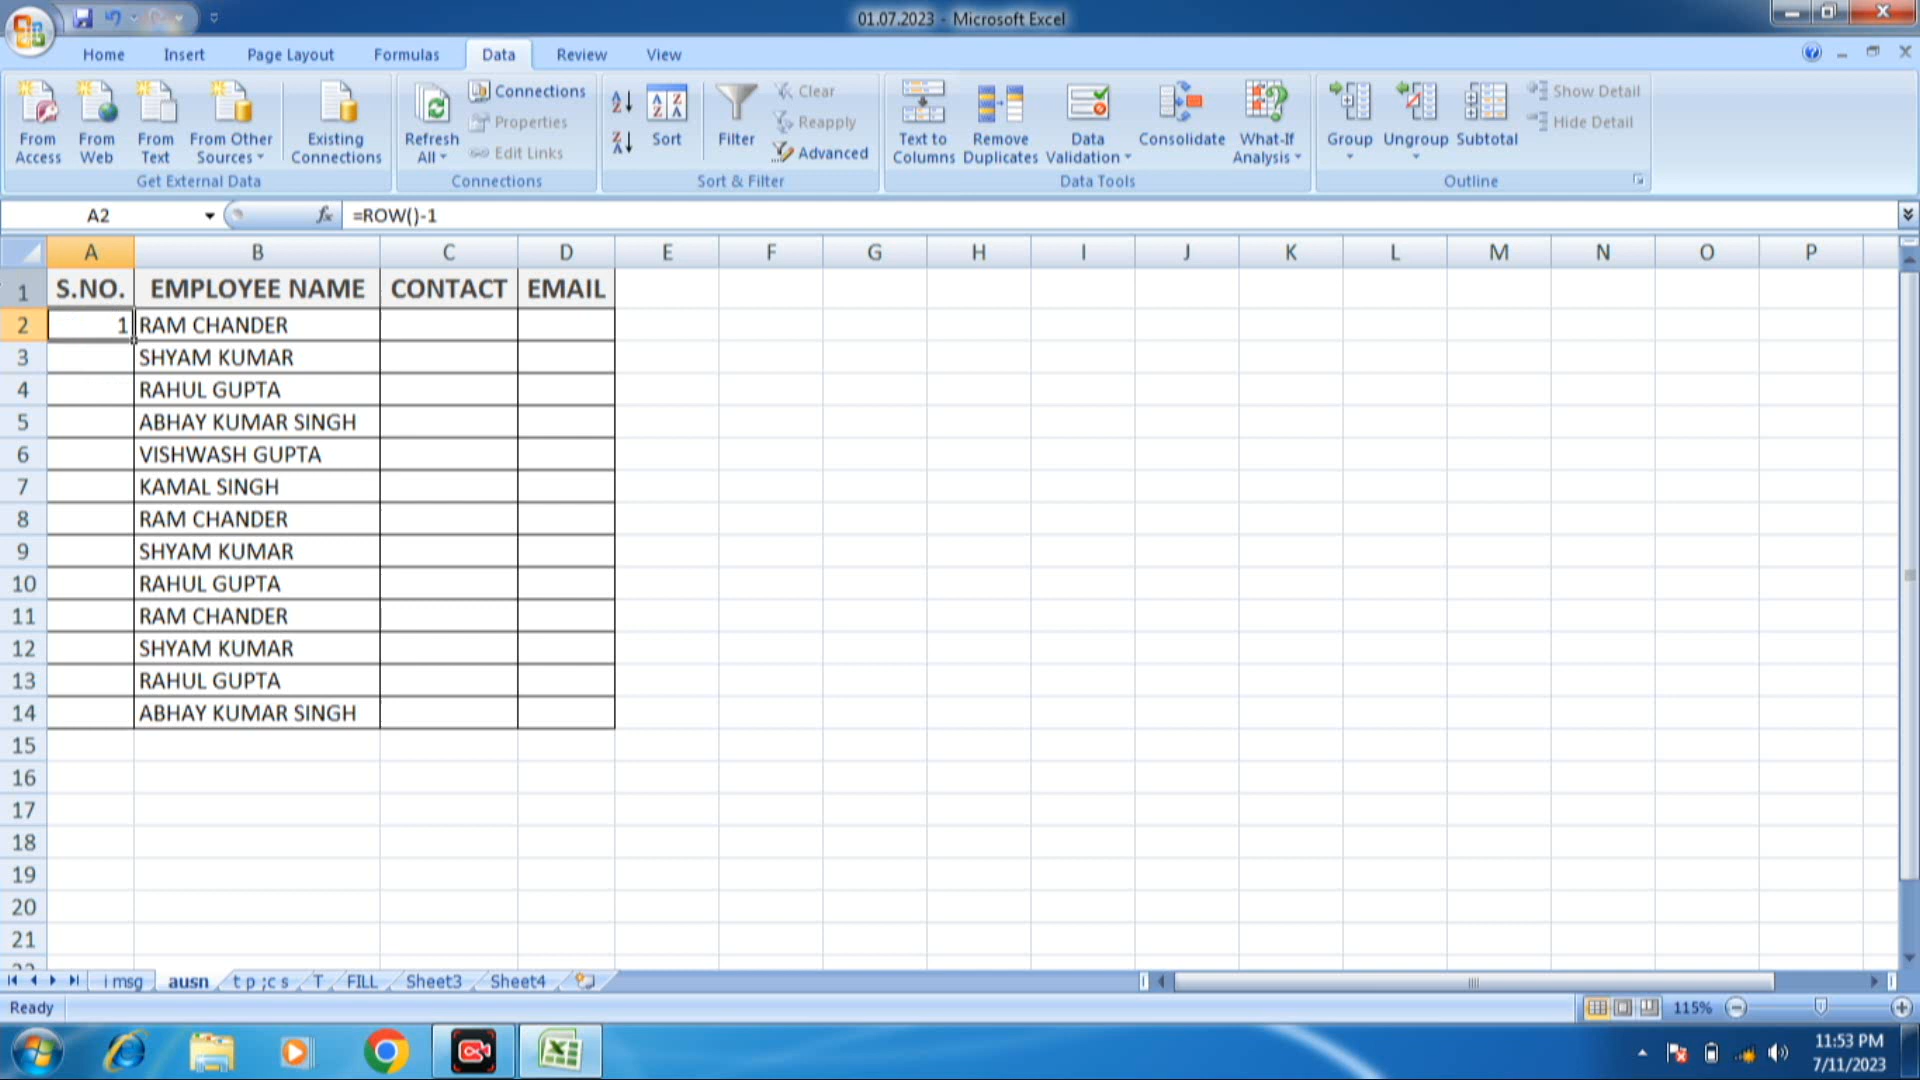 01.07.2023 - Microsoft Excel
Home Insert Page Layout Formulas Data Review View
From Access
From Web
From Text
From Other Sources
Existing Connections
Get External Data
Refresh All
Connections
Properties
Edit Links
Connections
Sort
Filter
Clear
Reapply
Advanced
Sort & Filter
Text to Columns
Remove Duplicates
Data Validation
Consolidate
What-If Analysis
Data Tools
Group
Ungroup
Subtotal
Show Detail
Hide Detail
Outline
A2 fx =ROW()-1
A B C D E F G H I J K L M N O P
1 S.NO. EMPLOYEE NAME CONTACT EMAIL
2 1 RAM CHANDER
3 SHYAM KUMAR
4 RAHUL GUPTA
5 ABHAY KUMAR SINGH
6 VISHWASH GUPTA
7 KAMAL SINGH
8 RAM CHANDER
9 SHYAM KUMAR
10 RAHUL GUPTA
11 RAM CHANDER
12 SHYAM KUMAR
13 RAHUL GUPTA
14 ABHAY KUMAR SINGH
15
16
17
18
19
20
21
i msg ausn t p ;c s T FILL Sheet3 Sheet4
Ready 115%
11:53 PM
7/11/2023